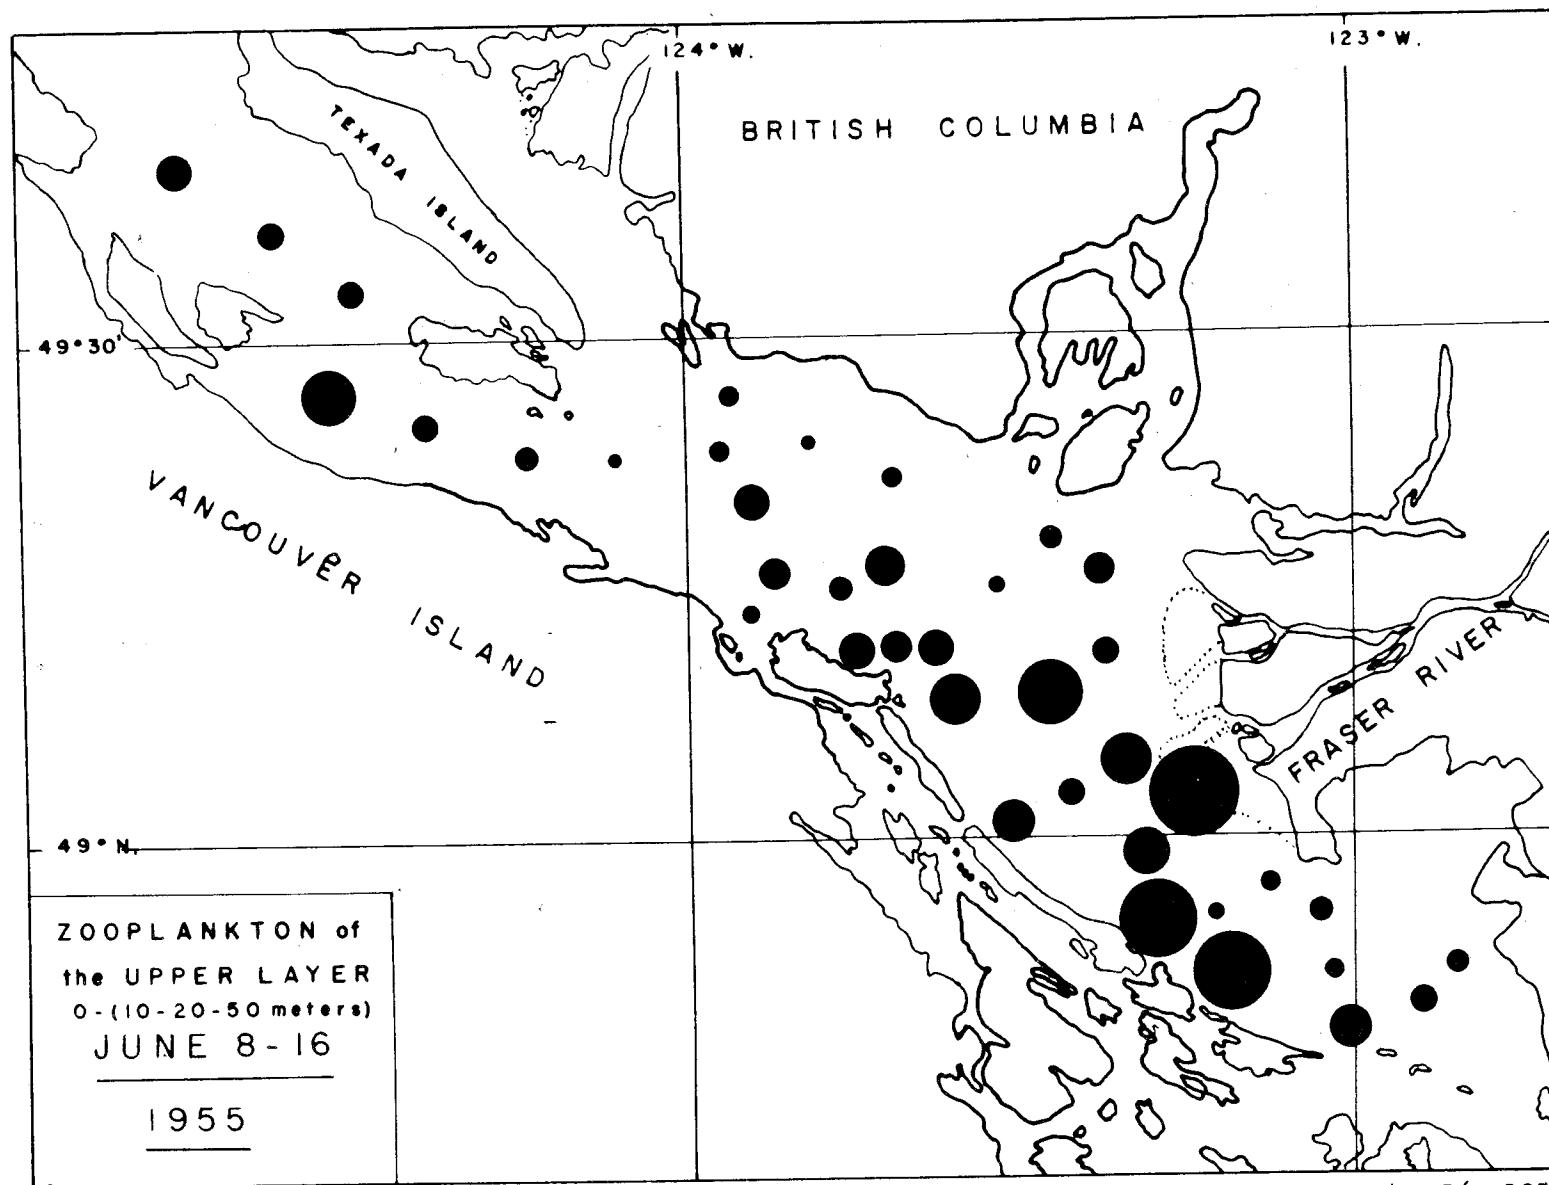 124° W.
123° W.
BRITISH COLUMBIA
TEXADA ISLAND
49°30'
VANCOUVER ISLAND
FRASER RIVER
49° N.
ZOOPLANKTON of
the UPPER LAYER
0-(10-20-50 meters)
JUNE 8-16
1955